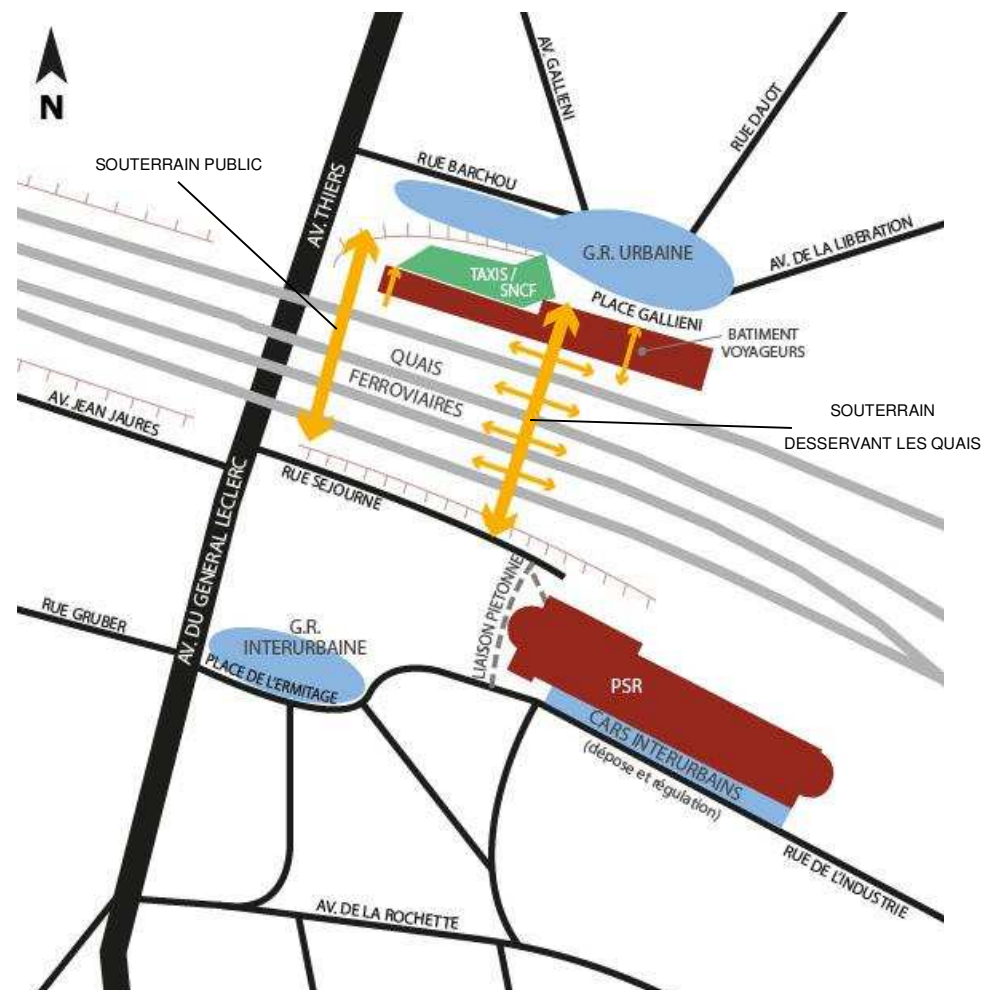 N
AV. GALLIENI
RUE DAJOT
SOUTERRAIN PUBLIC
RUE BARCHOU
AV. THIERS
AV. DE LA LIBERATION
G.R. URBAINE
TAXIS /
SNCF
PLACE GALLIENI
BATIMENT
VOYAGEURS
QUAIS
FERROVIAIRES
SOUTERRAIN
DESSERVANT LES QUAIS
AV. JEAN JAURES
RUE SEJOURNE
AV. DU GENERAL LECLERC
LIAISON PIETONNE
RUE GRUBER
G.R.
INTERURBAINE
PLACE DE L'ERMITAGE
PSR
CARS INTERURBAINS
(dépose et régulation)
RUE DE L'INDUSTRIE
AV. DE LA ROCHETTE